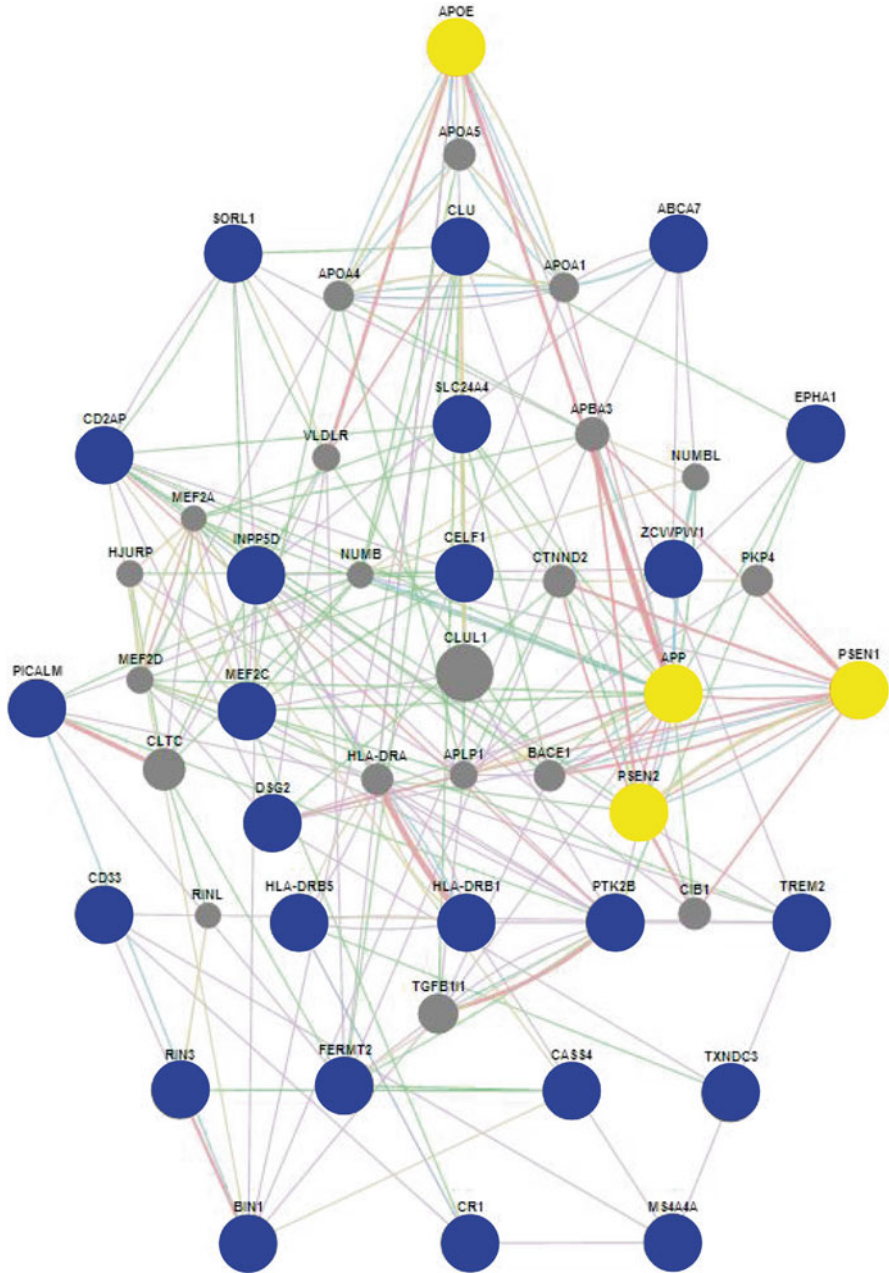 APOE
APOA5
SORL1
CLU
ABCA7
APOA4
APOA1
SLC24A4
APBA3
EPHA1
CD2AP
VLDLR
NUMBL
MEF2A
INPP5D
NUMB
CELF1
CTNND2
ZCWPW1
PKP4
HJURP
CLUL1
MEF2D
MEF2C
APP
PSEN1
PICALM
CLTC
HLA-DRA
APLP1
BACE1
DSG2
PSEN2
CD33
RINL
HLA-DRB5
HLA-DRB1
PTK2B
CIB1
TREM2
TGFB1I1
RIN3
FERMT2
CASS4
TXNDC3
BIN1
CR1
MS4A4A